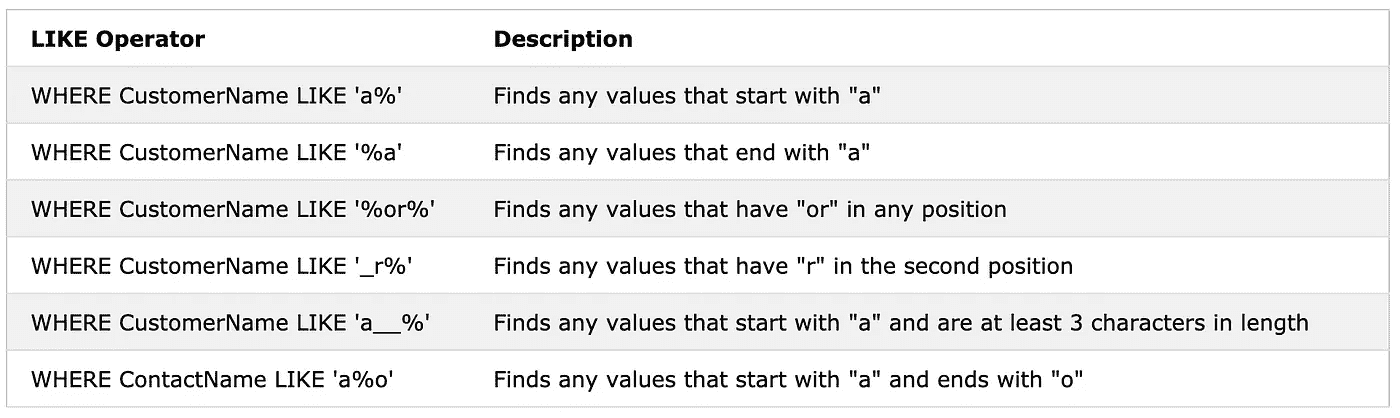 LIKE Operator Description
WHERE CustomerName LIKE 'a%' Finds any values that start with "a"
WHERE CustomerName LIKE '%a' Finds any values that end with "a"
WHERE CustomerName LIKE '%or%' Finds any values that have "or" in any position
WHERE CustomerName LIKE '_r%' Finds any values that have "r" in the second position
WHERE CustomerName LIKE 'a__%' Finds any values that start with "a" and are at least 3 characters in length
WHERE ContactName LIKE 'a%o' Finds any values that start with "a" and ends with "o"